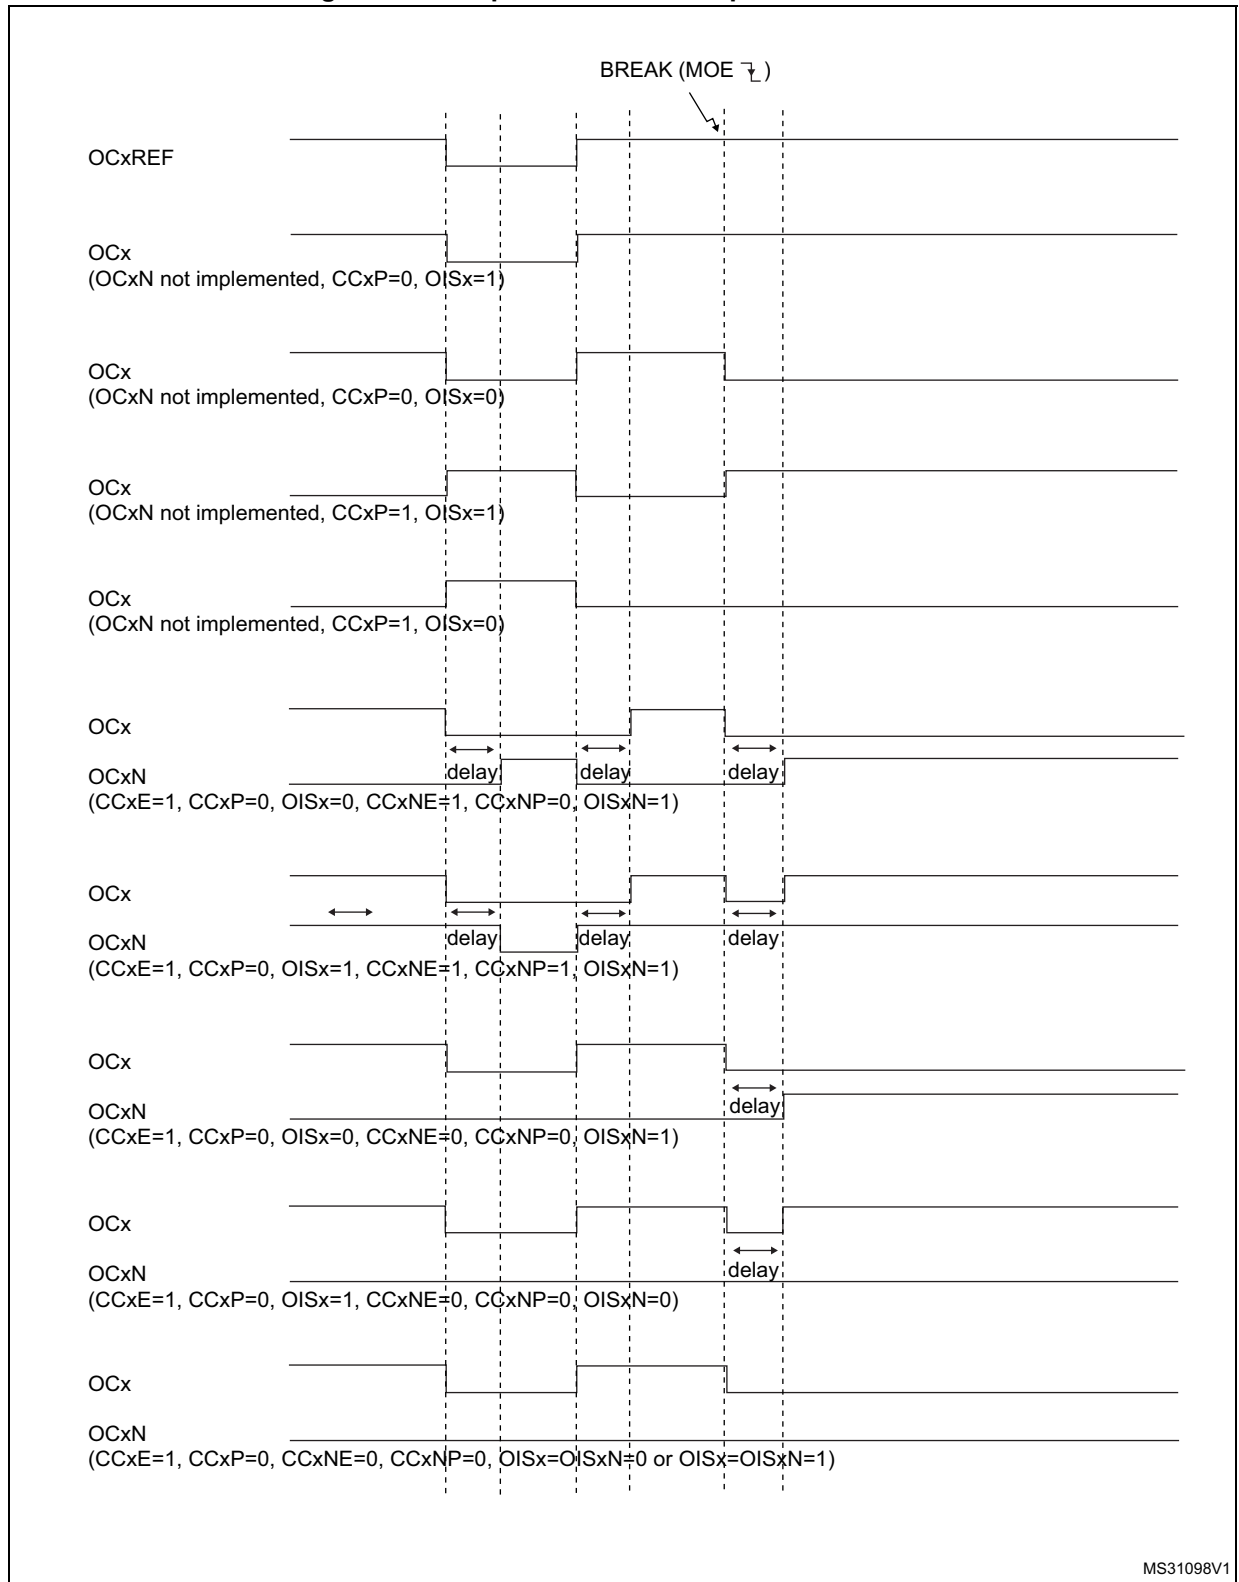 BREAK (MOE )
OCxREF
OCx
(OCxN not implemented, CCxP=0, OISx=1)
OCx
(OCxN not implemented, CCxP=0, OISx=0)
OCx
(OCxN not implemented, CCxP=1, OISx=1)
OCx
(OCxN not implemented, CCxP=1, OISx=0)
OCx
delay delay delay
OCxN
(CCxE=1, CCxP=0, OISx=0, CCxNE=1, CCxNP=0, OISxN=1)
OCx
delay delay delay
OCxN
(CCxE=1, CCxP=0, OISx=1, CCxNE=1, CCxNP=1, OISxN=1)
OCx
delay
OCxN
(CCxE=1, CCxP=0, OISx=0, CCxNE=0, CCxNP=0, OISxN=1)
OCx
delay
OCxN
(CCxE=1, CCxP=0, OISx=1, CCxNE=0, CCxNP=0, OISxN=0)
OCx
OCxN
(CCxE=1, CCxP=0, CCxNE=0, CCxNP=0, OISx=OISxN=0 or OISx=OISxN=1)
MS31098V1